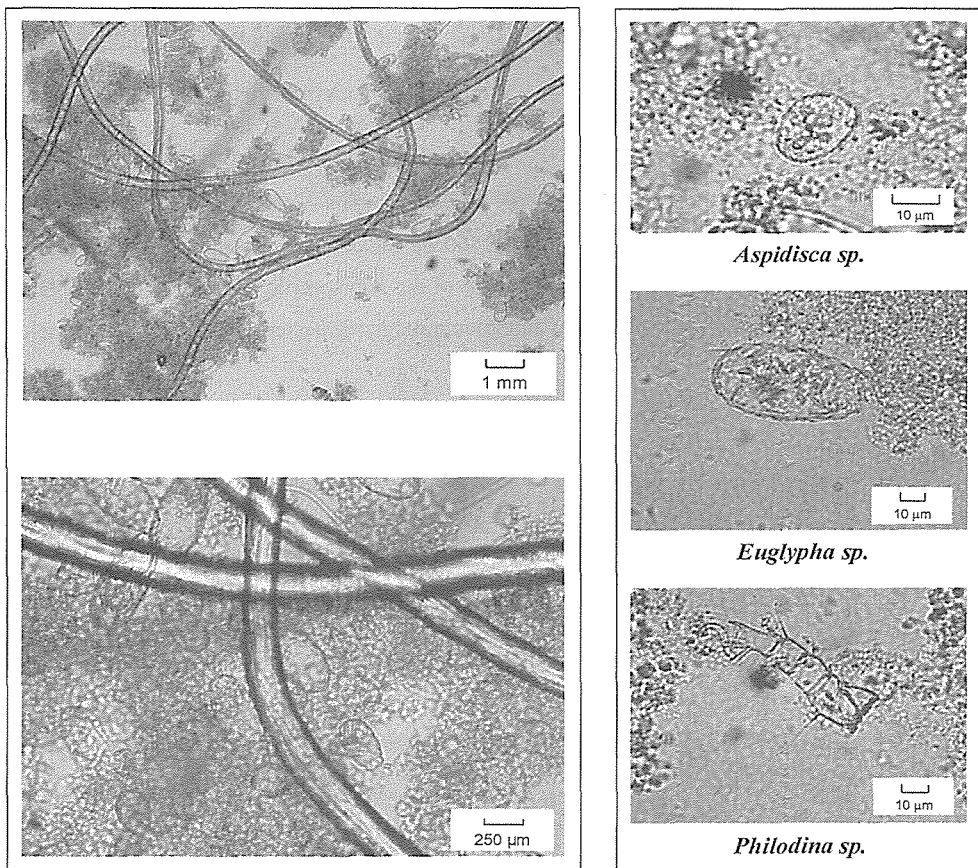 1 mm
250 µm
10 µm
Aspidisca sp.
10 µm
Euglypha sp.
10 µm
Philodina sp.